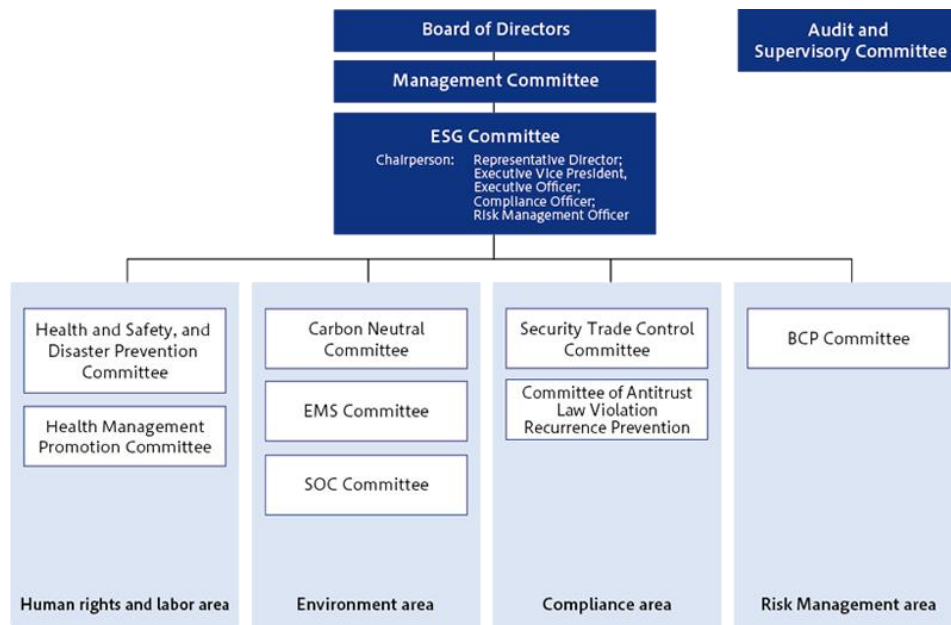 Board of Directors
Audit and
Supervisory Committee
Management Committee
ESG Committee
Chairperson: Representative Director;
Executive Vice President,
Executive Officer;
Compliance Officer;
Risk Management Officer
Health and Safety, and
Disaster Prevention
Committee
Health Management
Promotion Committee
Human rights and labor area
Carbon Neutral
Committee
EMS Committee
SOC Committee
Environment area
Security Trade Control
Committee
Committee of Antitrust
Law Violation
Recurrence Prevention
Compliance area
BCP Committee
Risk Management area